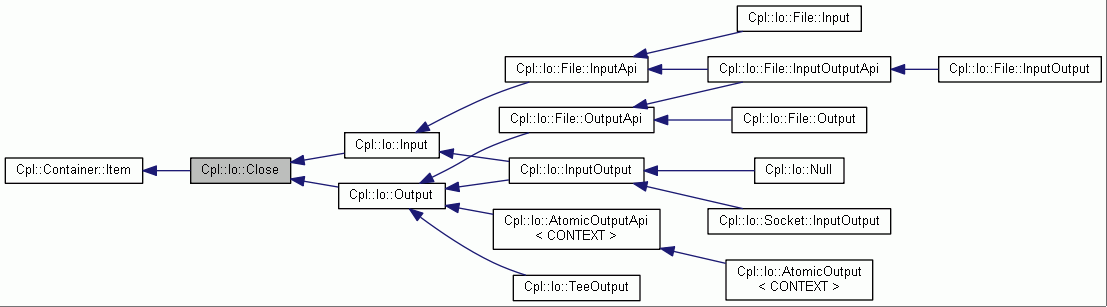 Cpl::Io::File::Input
Cpl::Io::File::InputApi
Cpl::Io::File::InputOutputApi
Cpl::Io::File::InputOutput
Cpl::Io::File::OutputApi
Cpl::Io::File::Output
Cpl::Io::Input
Cpl::Container::Item
Cpl::Io::Close
Cpl::Io::InputOutput
Cpl::Io::Null
Cpl::Io::Output
Cpl::Io::Socket::InputOutput
Cpl::Io::AtomicOutputApi
< CONTEXT >
Cpl::Io::AtomicOutput
< CONTEXT >
Cpl::Io::TeeOutput